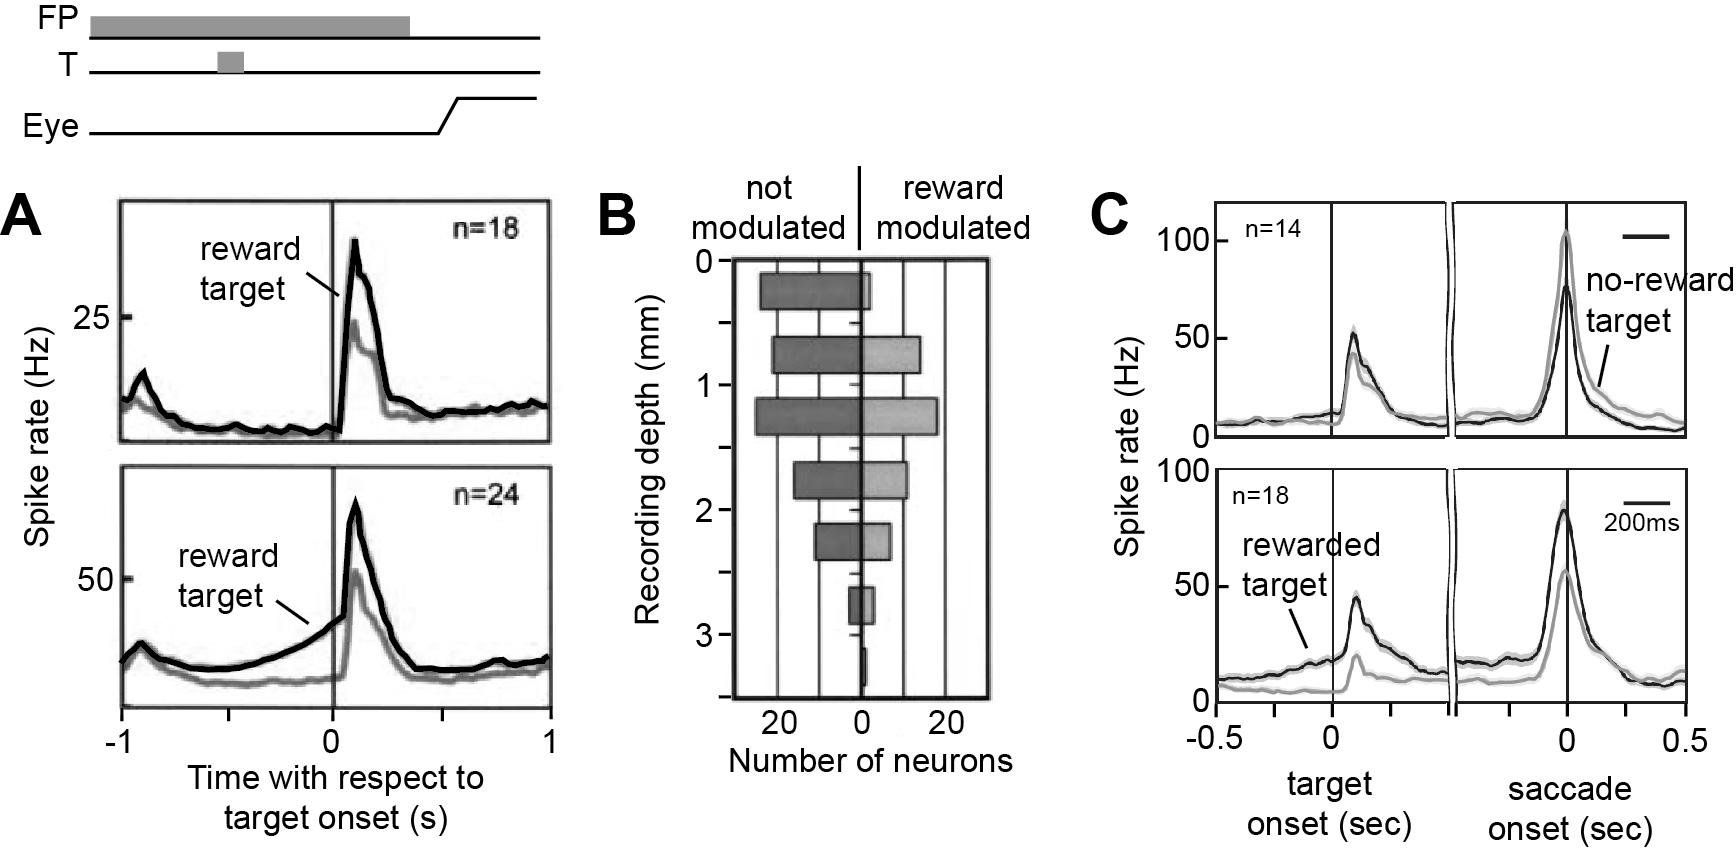 FP
T
Eye
A
Spike rate (Hz)
25
n=18
reward
target
50
n=24
reward
target
-1
0
1
Time with respect to
target onset (s)
B
not
modulated
reward
modulated
Recording depth (mm)
0
1
2
3
20
0
20
Number of neurons
C
Spike rate (Hz)
100
50
0
n=14
no-reward
target
100
50
0
n=18
200ms
rewarded
target
-0.5
0
0
0.5
target
onset (sec)
saccade
onset (sec)